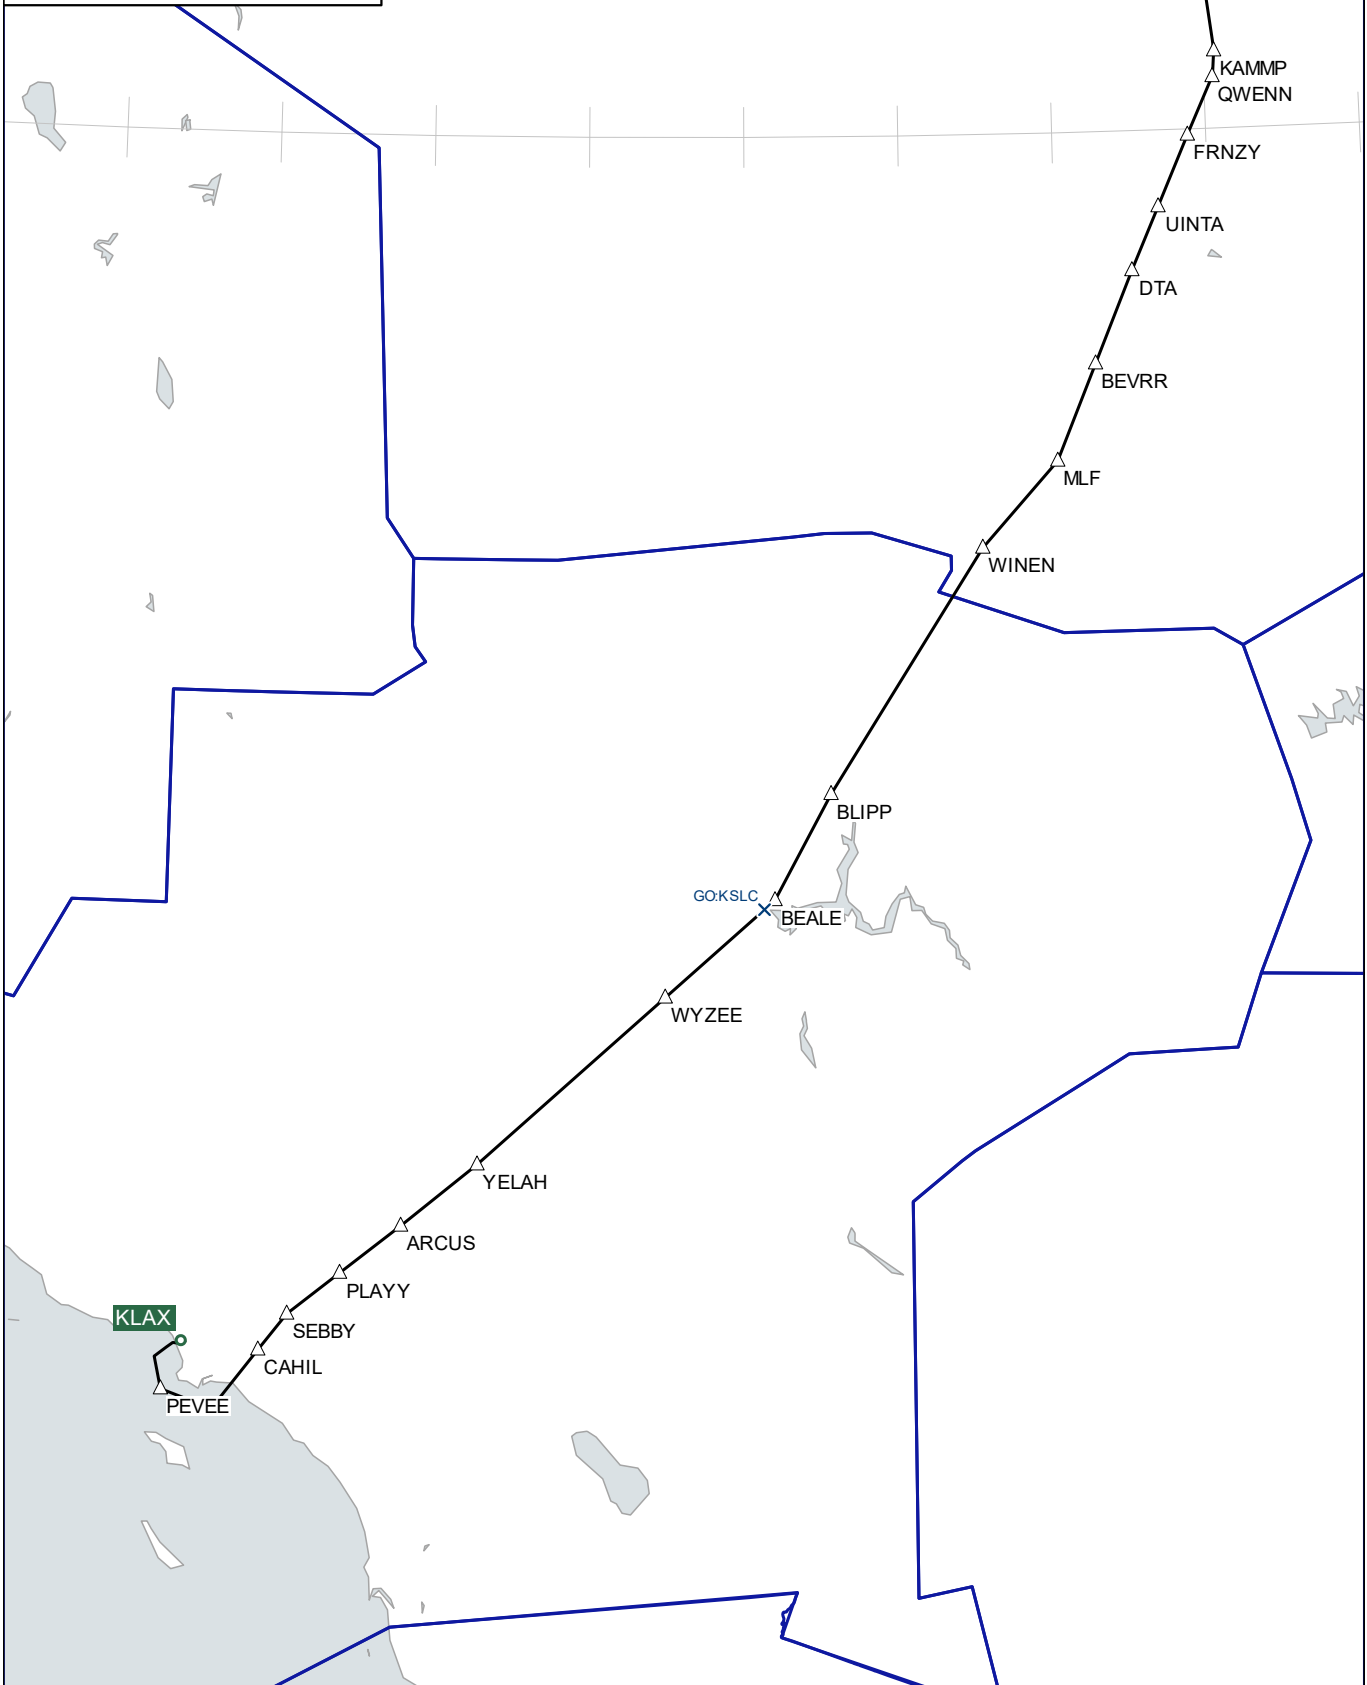 KAMMP
QWENN
FRNZY
UINTA
DTA
BEVRR
MLF
WINEN
BLIPP
GO:KSLC
BEALE
WYZEE
YELAH
ARCUS
PLAYY
KLAX
SEBBY
CAHIL
PEVEE